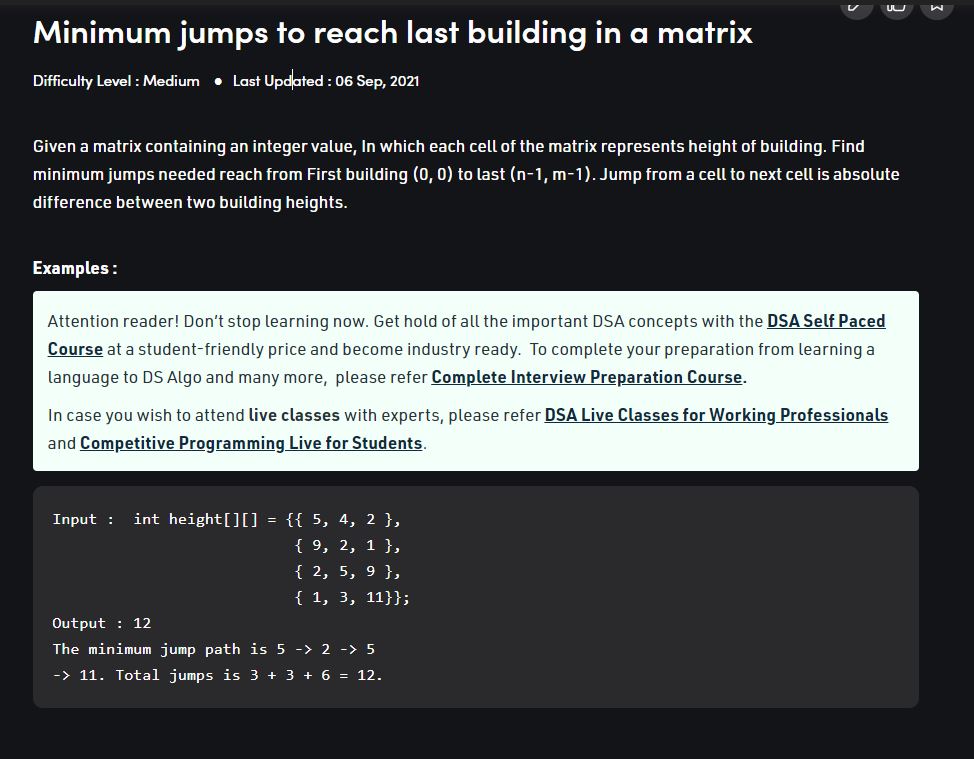 Minimum jumps to reach last building in a matrix
Difficulty Level : Medium ● Last Updated : 06 Sep, 2021
Given a matrix containing an integer value, In which each cell of the matrix represents height of building. Find
minimum jumps needed reach from First building (0, 0) to last (n-1, m-1). Jump from a cell to next cell is absolute
difference between two building heights.
Examples :
Attention reader! Don’t stop learning now. Get hold of all the important DSA concepts with the DSA Self Paced
Course at a student-friendly price and become industry ready.  To complete your preparation from learning a
language to DS Algo and many more,  please refer Complete Interview Preparation Course.
In case you wish to attend live classes with experts, please refer DSA Live Classes for Working Professionals
and Competitive Programming Live for Students.
Input :  int height[][] = {{ 5, 4, 2 },
{ 9, 2, 1 },
{ 2, 5, 9 },
{ 1, 3, 11}};
Output : 12
The minimum jump path is 5 -> 2 -> 5
-> 11. Total jumps is 3 + 3 + 6 = 12.